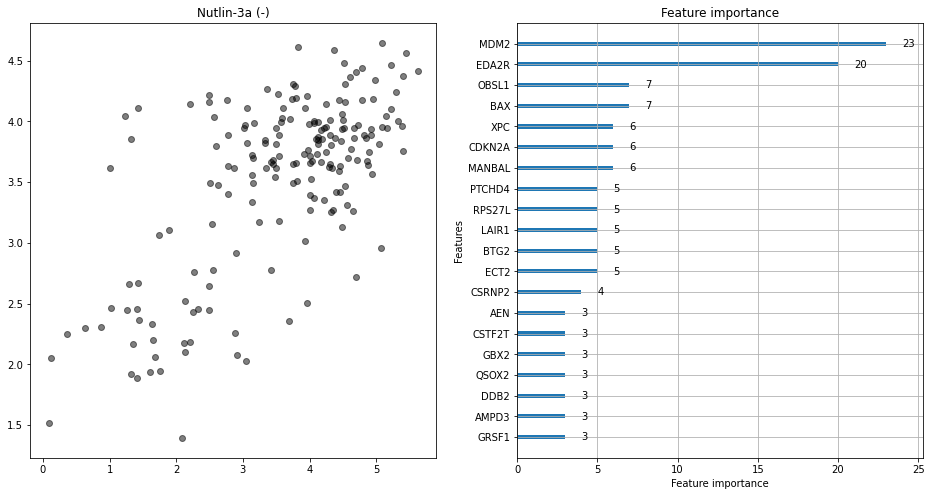 Nutlin-3a (-)
4.5
4.0
3.5
3.0
2.5
2.0
1.5
0 1 2 3 4 5
Feature importance
Features
MDM2 23
EDA2R 20
OBSL1 7
BAX 7
XPC 6
CDKN2A 6
MANBAL 6
PTCHD4 5
RPS27L 5
LAIR1 5
BTG2 5
ECT2 5
CSRNP2 4
AEN 3
CSTF2T 3
GBX2 3
QSOX2 3
DDB2 3
AMPD3 3
GRSF1 3
0 5 10 15 20 25
Feature importance